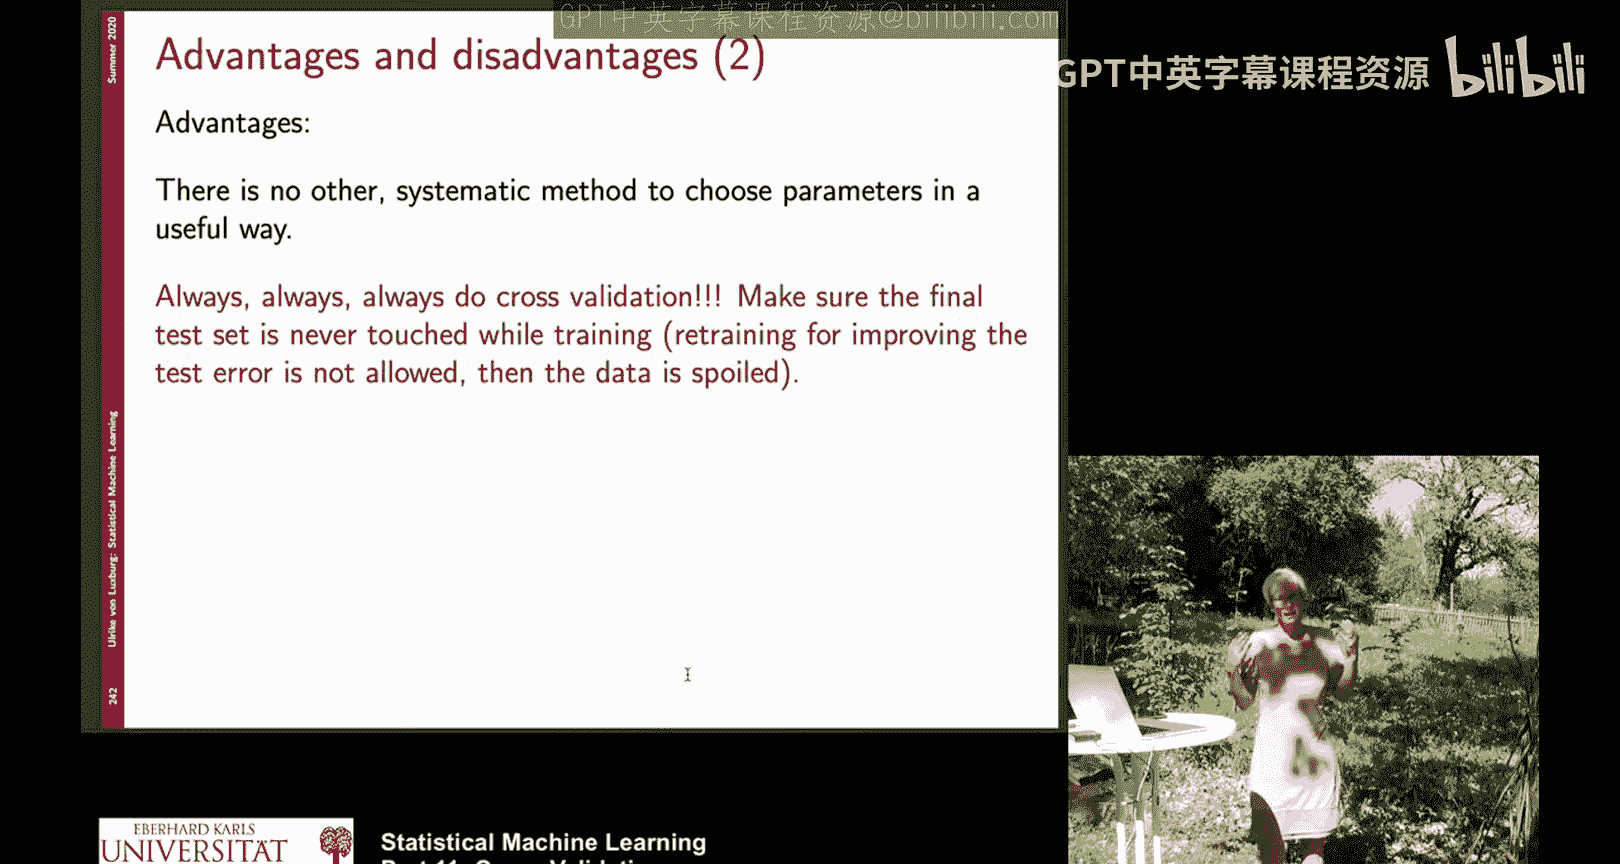 GPT中英字幕课程资源@bilibili.com
GPT中英字幕课程资源 bilibili
Summer 2020
Advantages and disadvantages (2)
Advantages:
There is no other, systematic method to choose parameters in a
useful way.
Always, always, always do cross validation!!! Make sure the final
test set is never touched while training (retraining for improving the
test error is not allowed, then the data is spoiled).
Ulrike von Luxburg: Statistical Machine Learning
242
EBERHARD KARLS
UNIVERSITÄT
Statistical Machine Learning